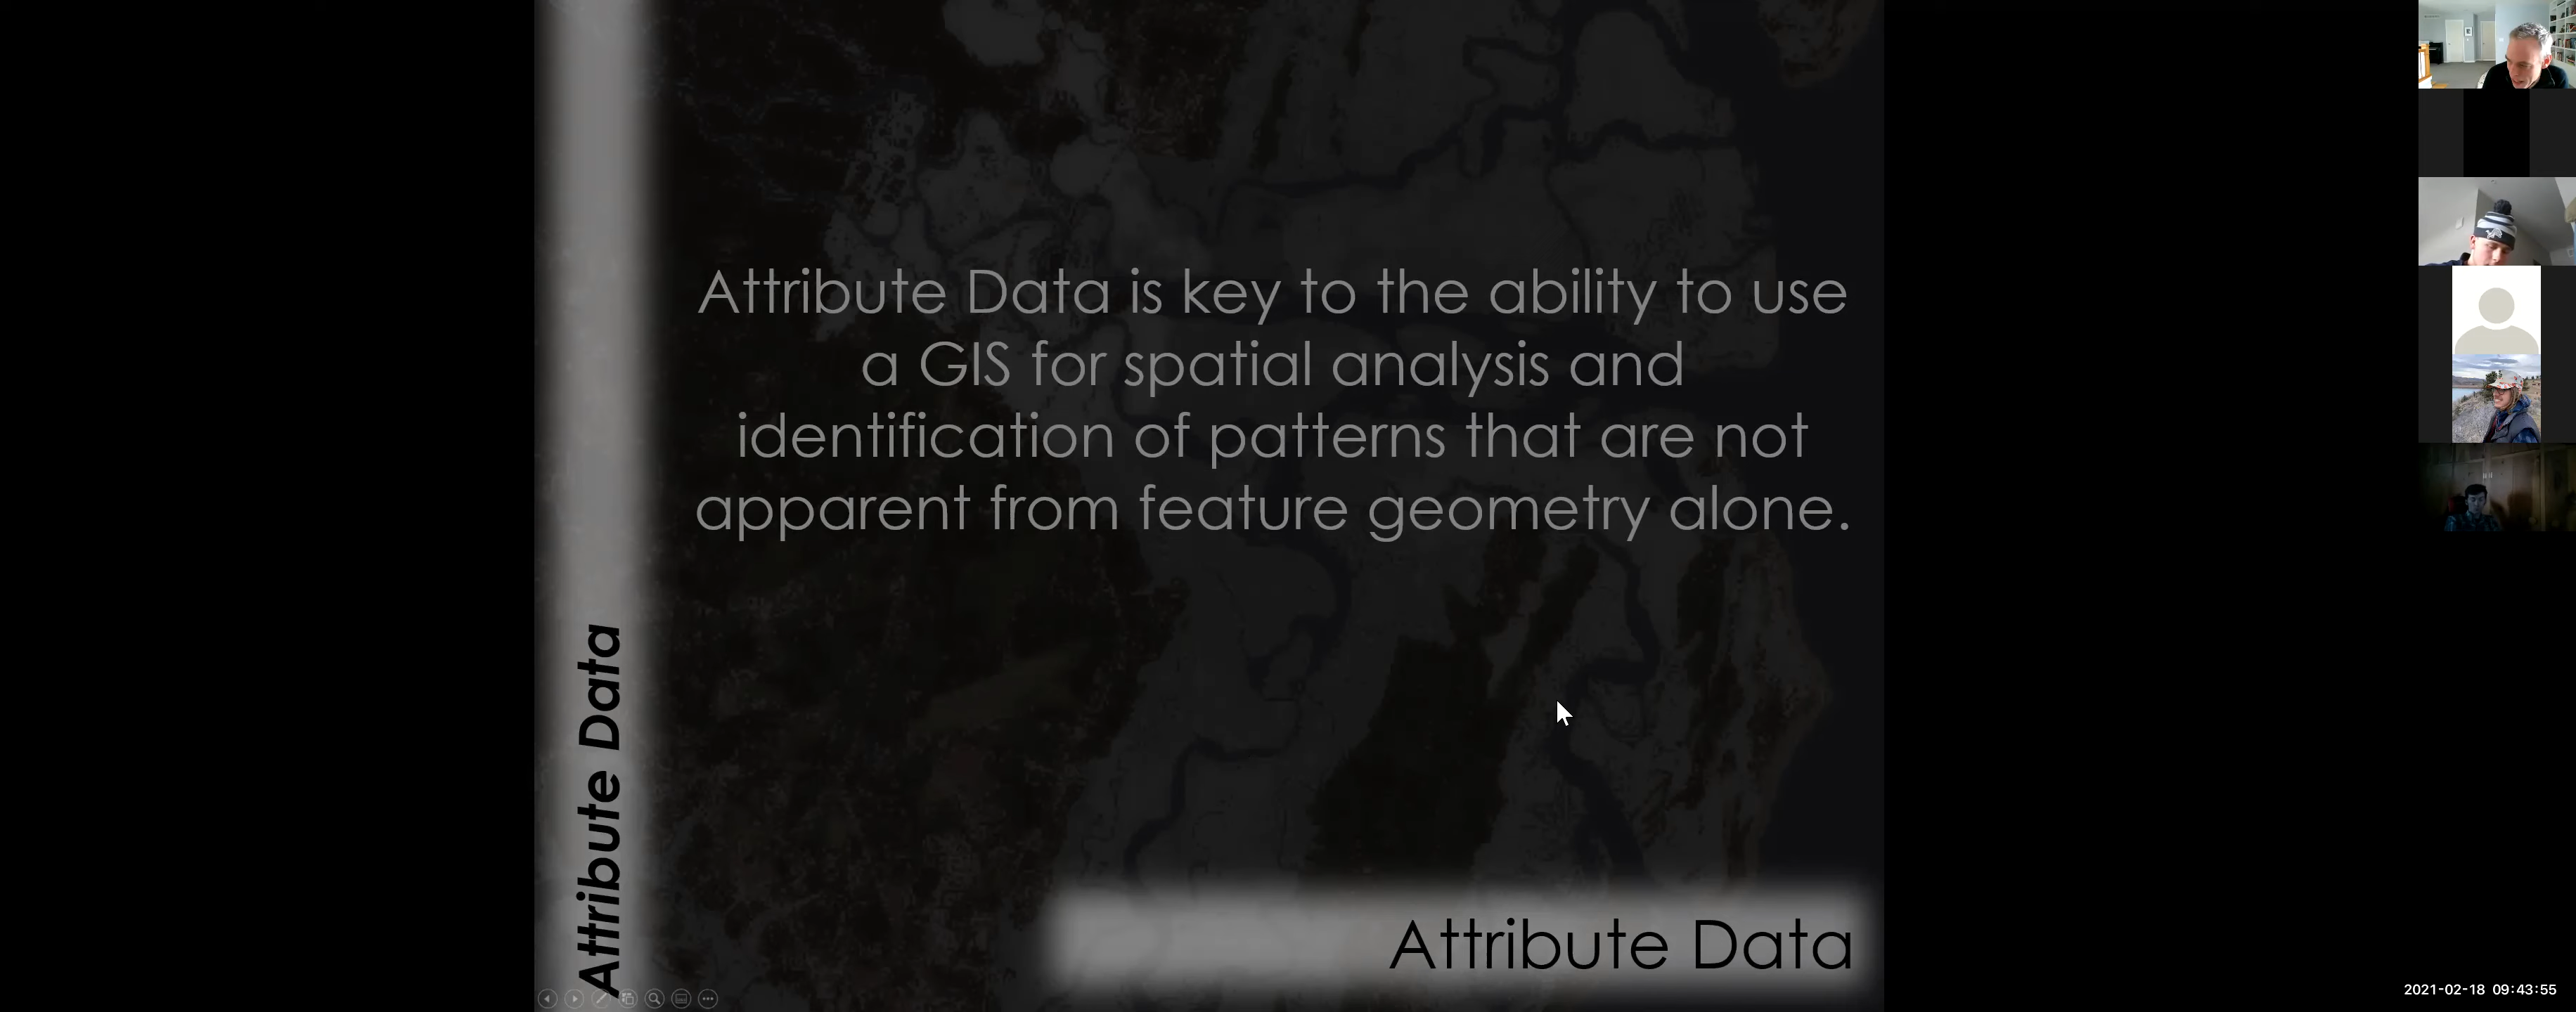 Attribute Data is key to the ability to use
a GIS for spatial analysis and
identification of patterns that are not
apparent from feature geometry alone.
Attribute Data
Attribute Data
2021-02-18 09:43:55